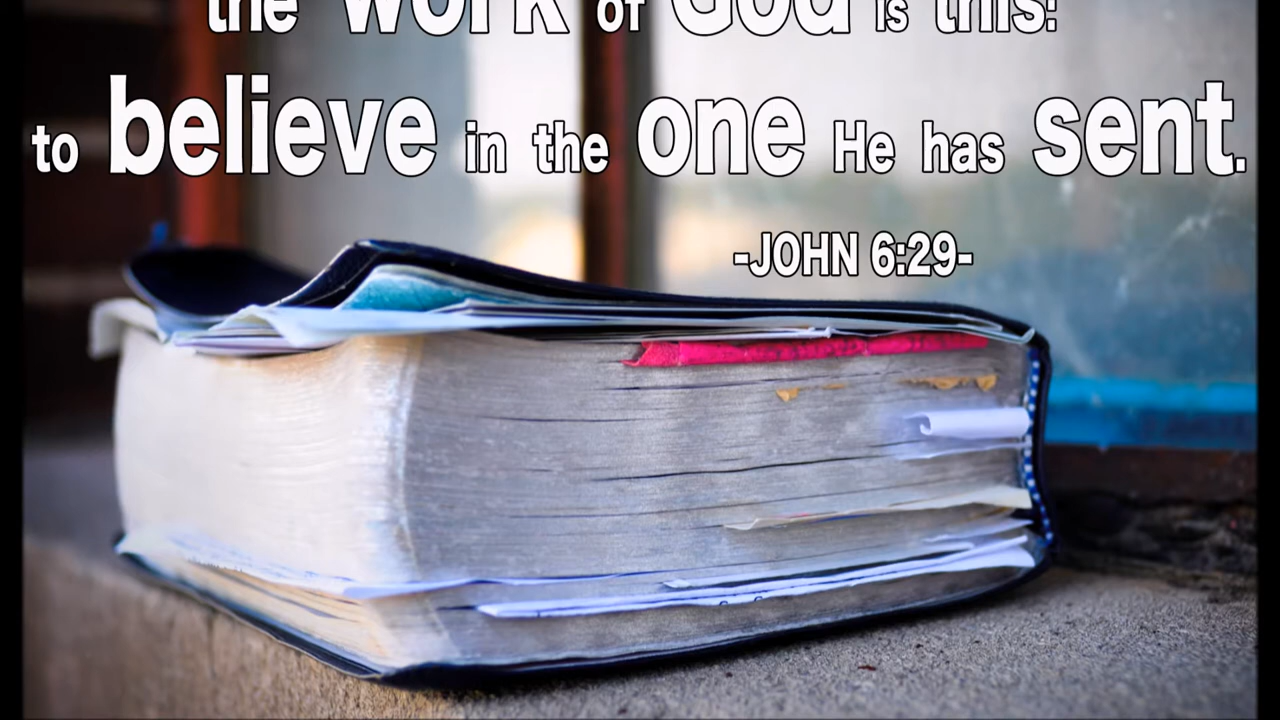 the work of God is this:
to believe in the one He has sent.
-JOHN 6:29-